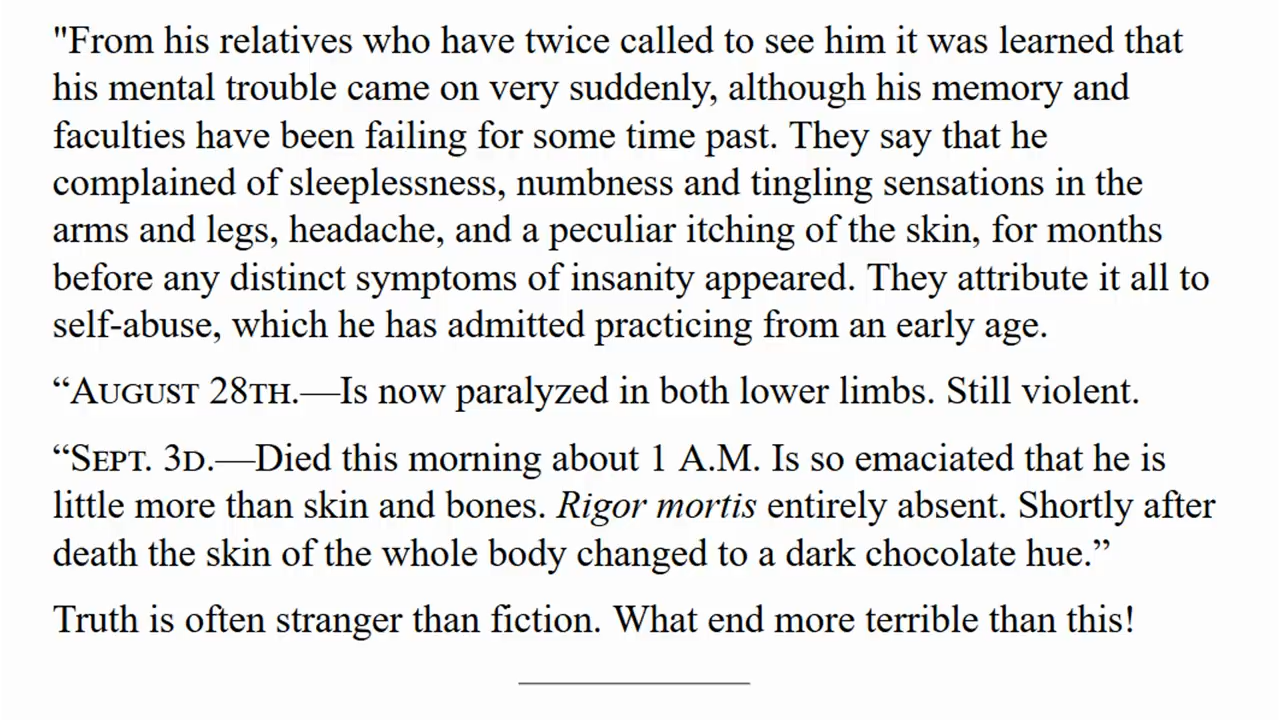 "From his relatives who have twice called to see him it was learned that
his mental trouble came on very suddenly, although his memory and
faculties have been failing for some time past. They say that he
complained of sleeplessness, numbness and tingling sensations in the
arms and legs, headache, and a peculiar itching of the skin, for months
before any distinct symptoms of insanity appeared. They attribute it all to
self-abuse, which he has admitted practicing from an early age.
“AUGUST 28TH.—Is now paralyzed in both lower limbs. Still violent.
“SEPT. 3D.—Died this morning about 1 A.M. Is so emaciated that he is
little more than skin and bones. Rigor mortis entirely absent. Shortly after
death the skin of the whole body changed to a dark chocolate hue.”
Truth is often stranger than fiction. What end more terrible than this!